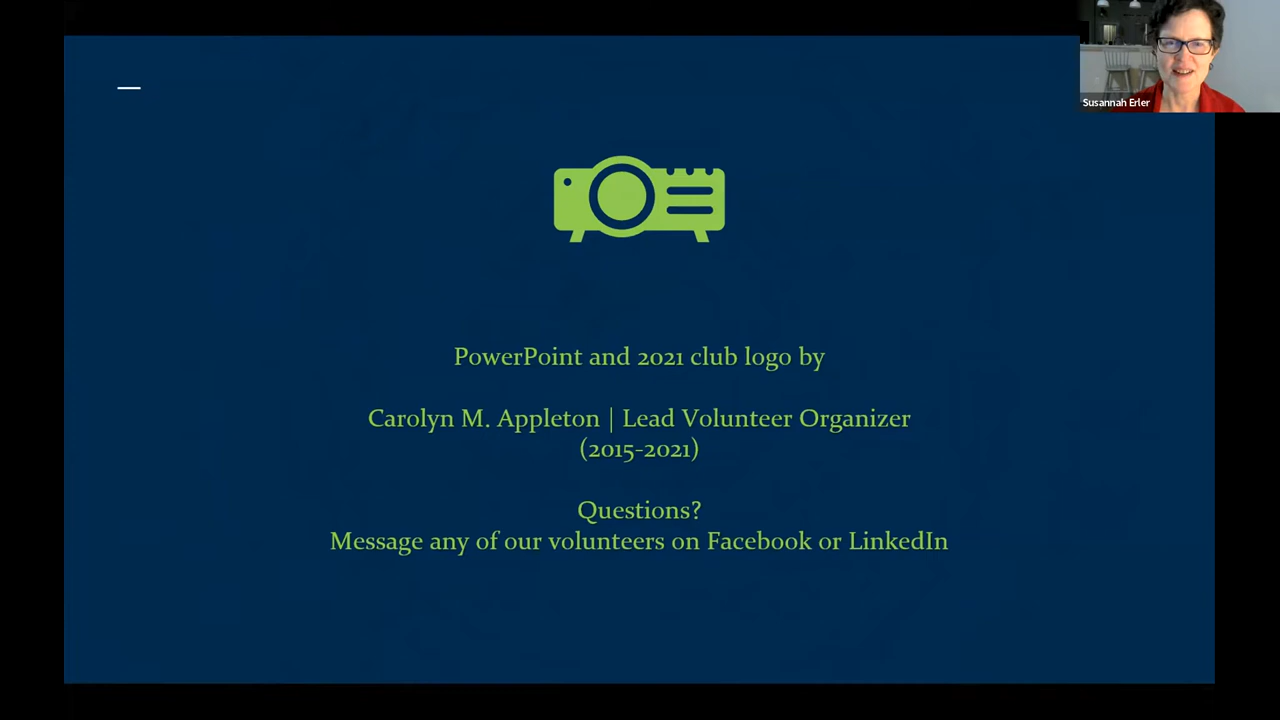 Susannah Erler
PowerPoint and 2021 club logo by
Carolyn M. Appleton | Lead Volunteer Organizer
(2015-2021)
Questions?
Message any of our volunteers on Facebook or LinkedIn